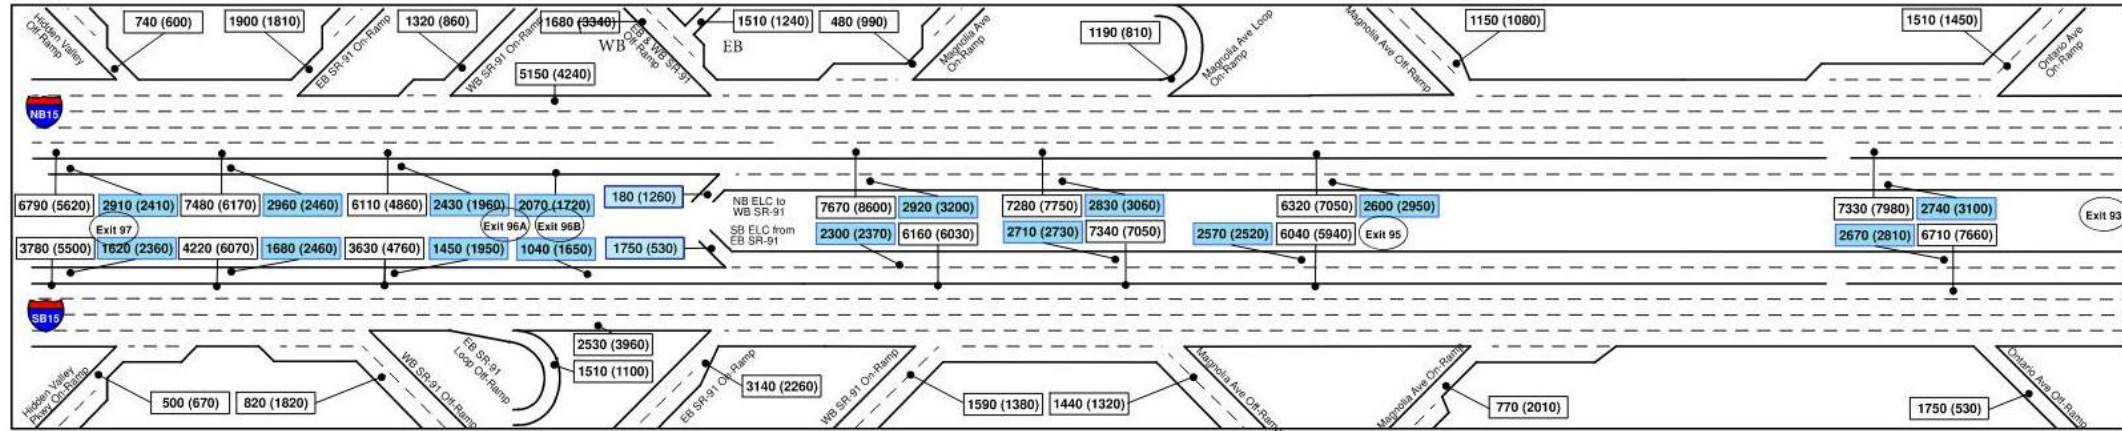 Hidden Valley
Off-Ramp
740 (600)
1900 (1810)
EB SR-91 On-Ramp
1320 (860)
WB SR-91 On-Ramp
1680 (3340)
WB
EB & WB SR-91
Off-Ramp
EB
1510 (1240)
480 (990)
Magnolia Ave
On-Ramp
1190 (810)
Magnolia Ave Loop
On-Ramp
Magnolia Ave Off-Ramp
1150 (1080)
1510 (1450)
Ontario Ave
On-Ramp
5150 (4240)
NB15
6790 (5620)
2910 (2410)
7480 (6170)
2960 (2460)
6110 (4860)
2430 (1960)
2070 (1720)
180 (1260)
NB ELC to
WB SR-91
7670 (8600)
2920 (3200)
7280 (7750)
2830 (3060)
6320 (7050)
2600 (2950)
7330 (7980)
2740 (3100)
Exit 97
Exit 96A
Exit 96B
Exit 95
Exit 93
3780 (5500)
1620 (2360)
4220 (6070)
1680 (2460)
3630 (4760)
1450 (1950)
1040 (1650)
1750 (530)
SB ELC from
EB SR-91
2300 (2370)
6160 (6030)
2710 (2730)
7340 (7050)
2570 (2520)
6040 (5940)
2670 (2810)
6710 (7660)
SB15
Hidden Valley
Pkwy On-Ramp
500 (670)
820 (1820)
WB SR-91 Off-Ramp
EB SR-91
Loop Off-Ramp
2530 (3960)
1510 (1100)
EB SR-91 On-Ramp
3140 (2260)
WB SR-91 On-Ramp
1590 (1380)
1440 (1320)
Magnolia Ave Off-Ramp
Magnolia Ave On-Ramp
770 (2010)
1750 (530)
Ontario Ave Off-Ramp